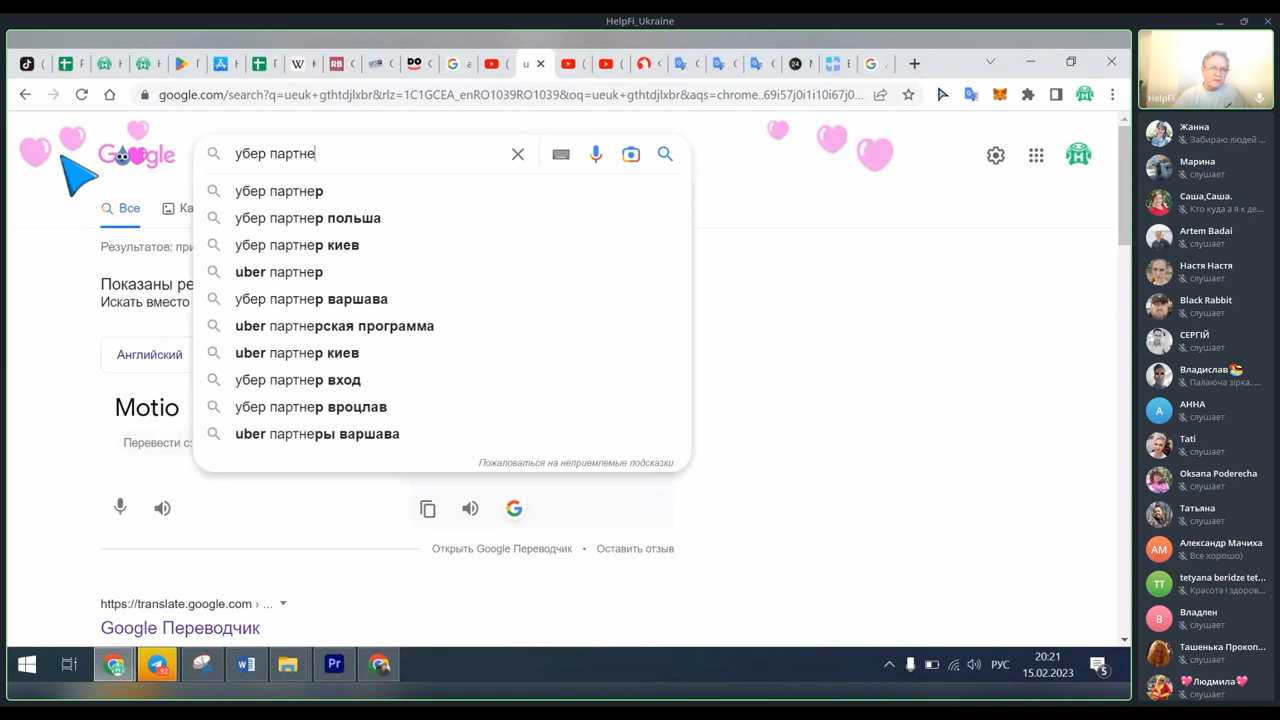 HelpFi_Ukraine
google.com/search?q=ueuk+gthtdjlxbr&rlz=1C1GCEA_enRO1039RO1039&oq=ueuk+gthtdjlxbr&aqs=chrome..69i57j0i1i10i67j0...
Google
убер партне
убер партнер
убер партнер польша
убер партнер киев
uber партнер
убер партнер варшава
uber партнерская программа
uber партнер киев
убер партнер вход
убер партнер вроцлав
uber партнеры варшава
Пожаловаться на неприемлемые подсказки
Все
Ка
Результатов: при
Показаны ре
Искать вместо
Английский
Motio
Перевести с:
Открыть Google Переводчик • Оставить отзыв
https://translate.google.com › ...
Google Переводчик
РУС
20:21
15.02.2023
5
HelpFi
Жанна
Забираю людей ...
Марина
слушает
Саша,Саша.
Кто куда а я к де...
Artem Badai
слушает
Настя Настя
слушает
Black Rabbit
слушает
СЕРГІЙ
слушает
Владислав
Палаюча зірка. ...
АННА
слушает
Tati
слушает
Oksana Poderecha
слушает
Татьяна
слушает
Александр Мачиха
Все хорошо)
tetyana beridze tet...
Красота і здоров...
Владлен
слушает
Ташенька Прокоп...
слушает
Людмила
слушает